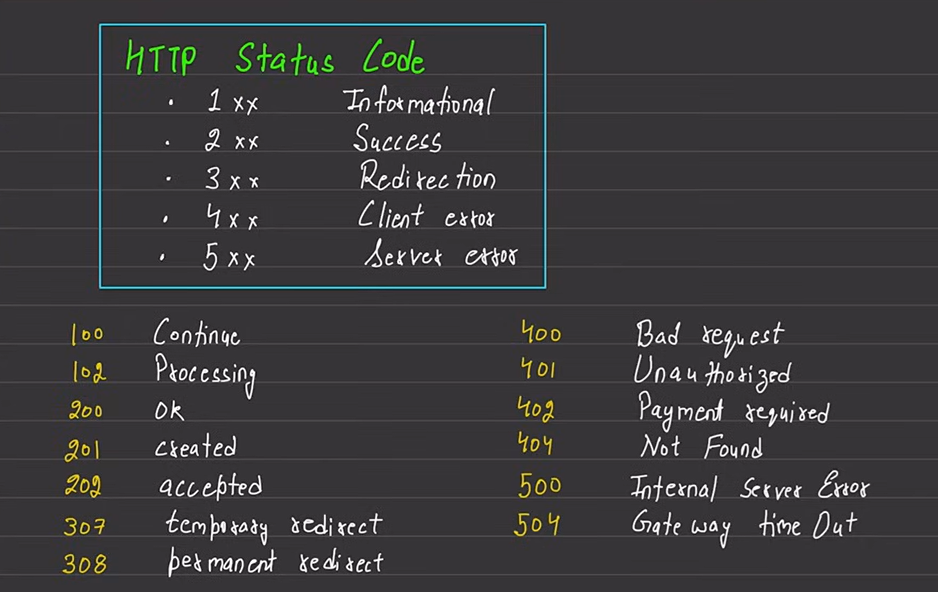 HTTP Status Code
· 1xx Informational
· 2xx Success
· 3xx Redirection
· 4xx Client error
· 5xx Server error
100 Continue
102 Processing
200 OK
201 created
202 accepted
307 temporary redirect
308 permanent redirect
400 Bad request
401 Unauthorized
402 Payment required
404 Not Found
500 Internal Server Error
504 Gateway time Out